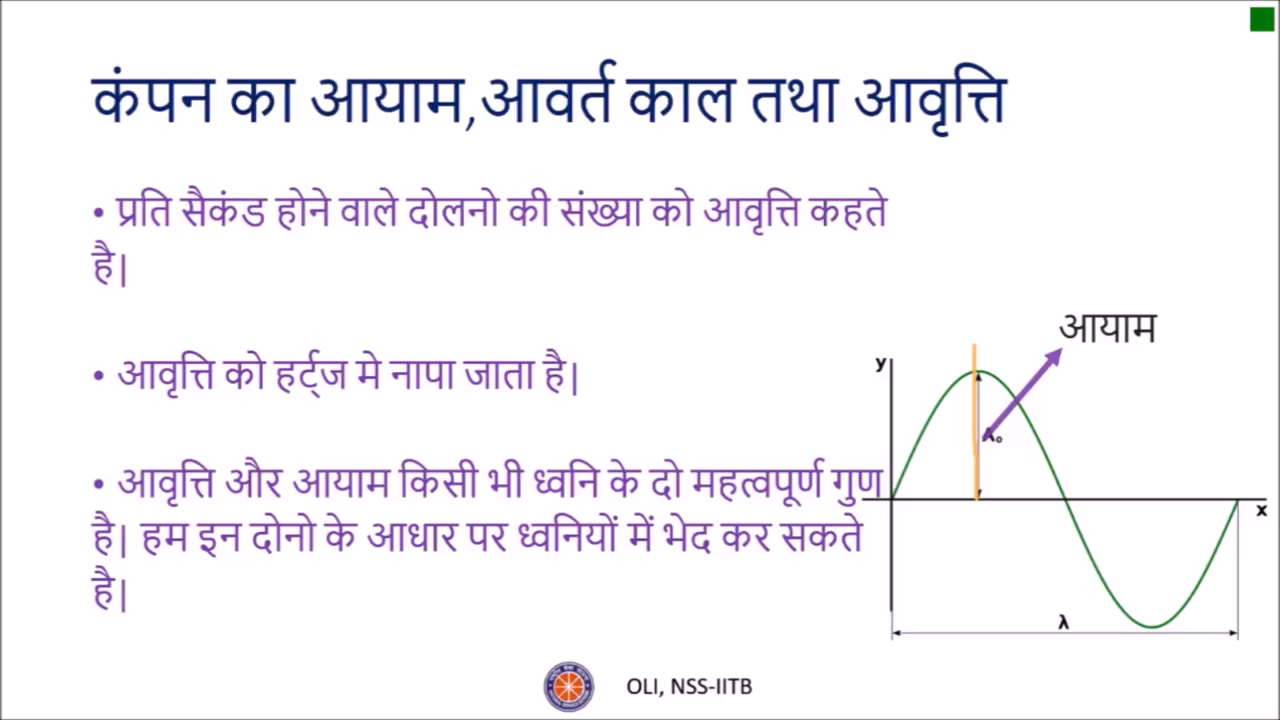 कंपन का आयाम,आवर्त काल तथा आवृत्ति
• प्रति सैकंड होने वाले दोलनो की संख्या को आवृत्ति कहते
है|
• आवृत्ति को हर्ट्ज मे नापा जाता है|
• आवृत्ति और आयाम किसी भी ध्वनि के दो महत्वपूर्ण गुण
है| हम इन दोनो के आधार पर ध्वनियों में भेद कर सकते
है|
आयाम
y
A₀
x
λ
OLI, NSS-IITB